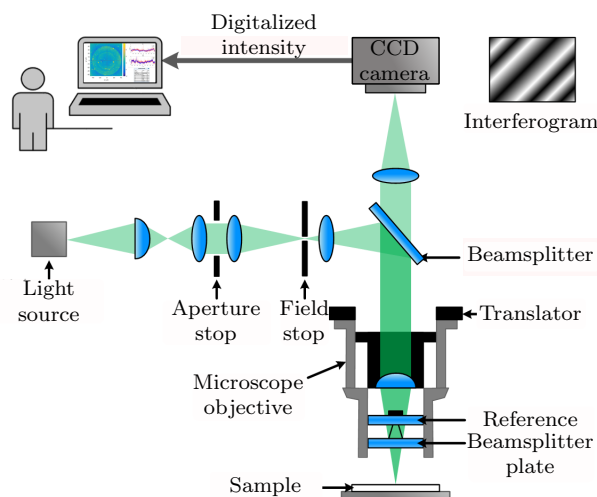 Digitalized
intensity
CCD
camera
Interferogram
Beamsplitter
Light
source
Aperture
stop
Field
stop
Translator
Microscope
objective
Reference
Beamsplitter
plate
Sample